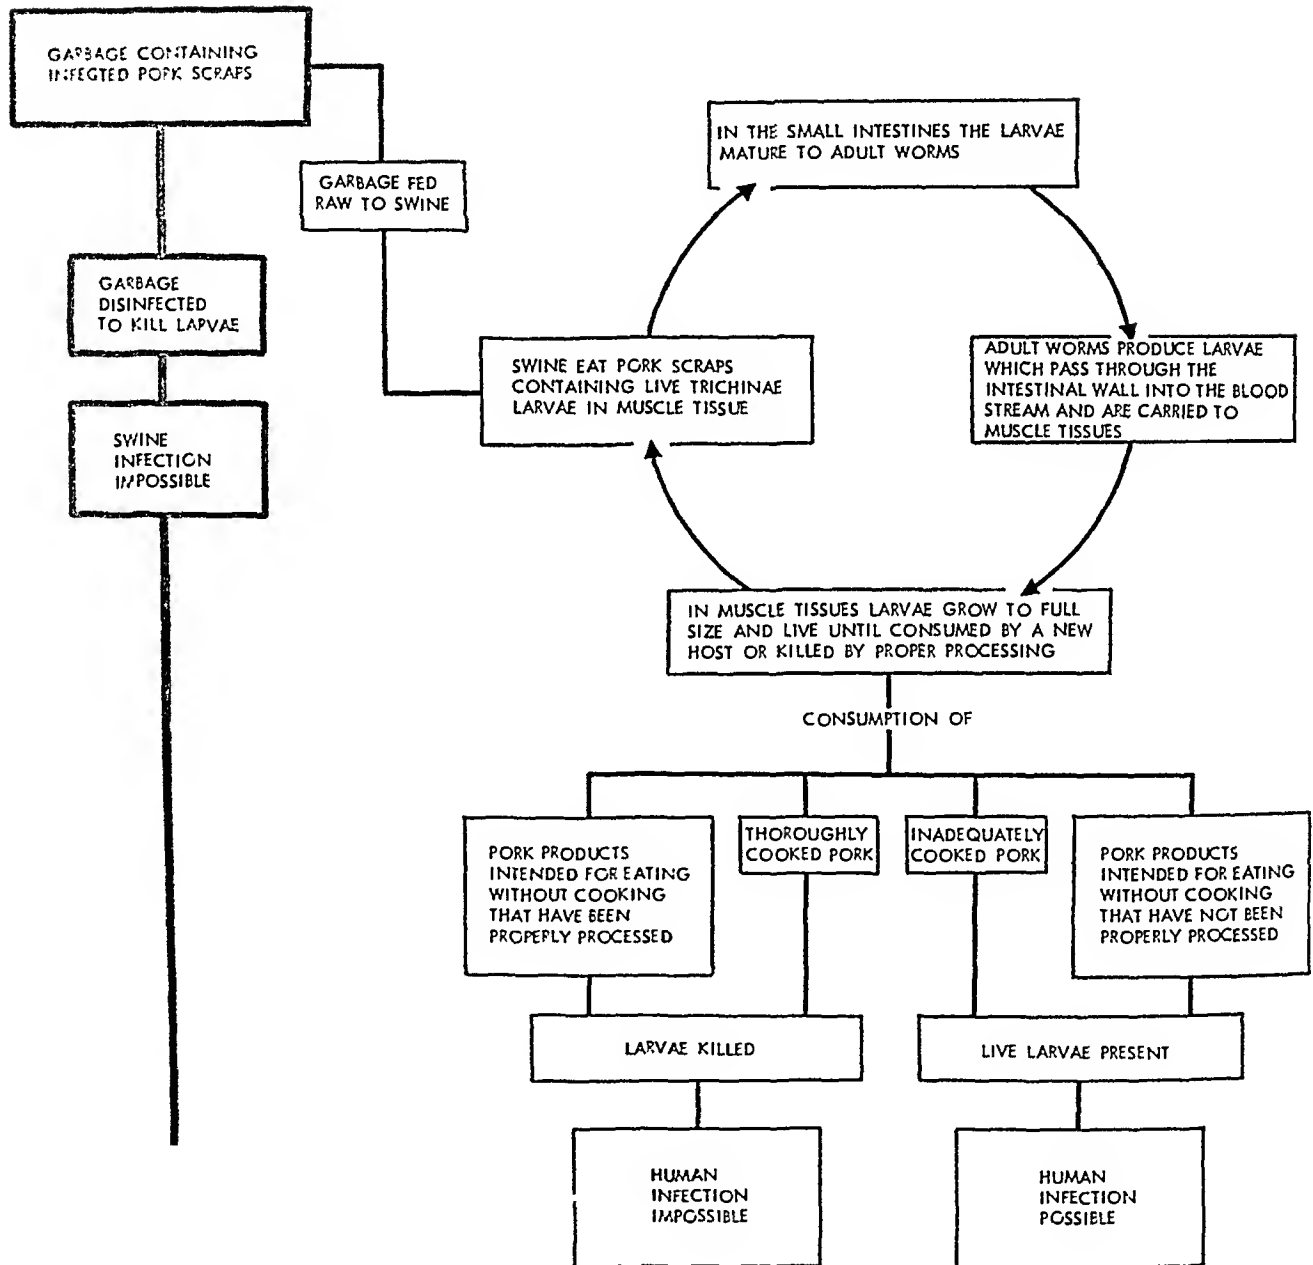 GARBAGE CONTAINING
INFECTED PORK SCRAPS
GARBAGE FED
RAW TO SWINE
GARBAGE
DISINFECTED
TO KILL LARVAE
SWINE
INFECTION
IMPOSSIBLE
IN THE SMALL INTESTINES THE LARVAE
MATURE TO ADULT WORMS
SWINE EAT PORK SCRAPS
CONTAINING LIVE TRICHINAE
LARVAE IN MUSCLE TISSUE
ADULT WORMS PRODUCE LARVAE
WHICH PASS THROUGH THE
INTESTINAL WALL INTO THE BLOOD
STREAM AND ARE CARRIED TO
MUSCLE TISSUES
IN MUSCLE TISSUES LARVAE GROW TO FULL
SIZE AND LIVE UNTIL CONSUMED BY A NEW
HOST OR KILLED BY PROPER PROCESSING
CONSUMPTION OF
PORK PRODUCTS
INTENDED FOR EATING
WITHOUT COOKING
THAT HAVE BEEN
PROPERLY PROCESSED
THOROUGHLY
COOKED PORK
INADEQUATELY
COOKED PORK
PORK PRODUCTS
INTENDED FOR EATING
WITHOUT COOKING
THAT HAVE NOT BEEN
PROPERLY PROCESSED
LARVAE KILLED
LIVE LARVAE PRESENT
HUMAN
INFECTION
IMPOSSIBLE
HUMAN
INFECTION
POSSIBLE